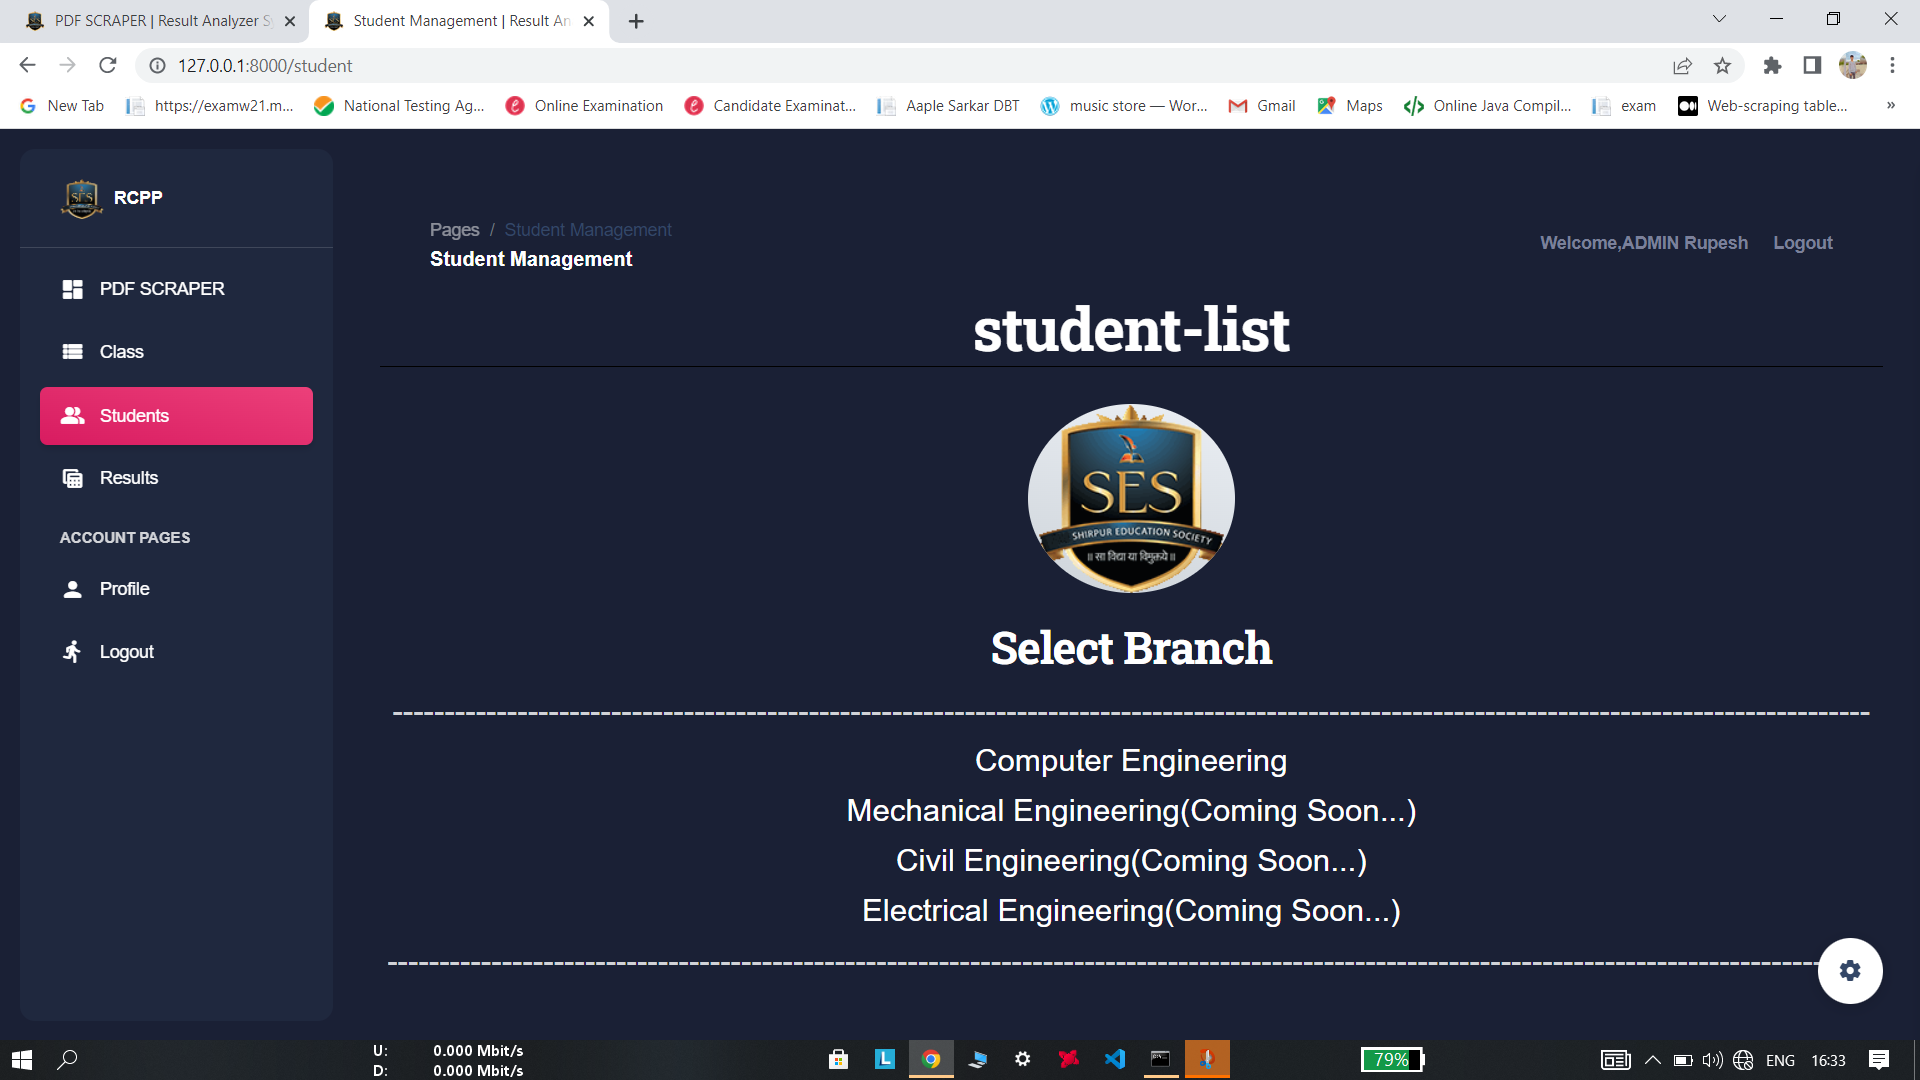 PDF SCRAPER | Result Analyzer S
Student Management | Result An
127.0.0.1:8000/student
New Tab
https://examw21.m...
National Testing Ag...
Online Examination
Candidate Examinat...
Aaple Sarkar DBT
music store — Wor...
Gmail
Maps
Online Java Compil...
exam
Web-scraping table...
»
RCPP
PDF SCRAPER
Class
Students
Results
ACCOUNT PAGES
Profile
Logout
Pages / Student Management
Student Management
Welcome,ADMIN Rupesh
Logout
student-list
SES
SHIRPUR EDUCATION SOCIETY
॥ सा विद्या या विमुक्तये ॥
Select Branch
Computer Engineering
Mechanical Engineering(Coming Soon...)
Civil Engineering(Coming Soon...)
Electrical Engineering(Coming Soon...)
U: 0.000 Mbit/s
D: 0.000 Mbit/s
L
79%
ENG
16:33